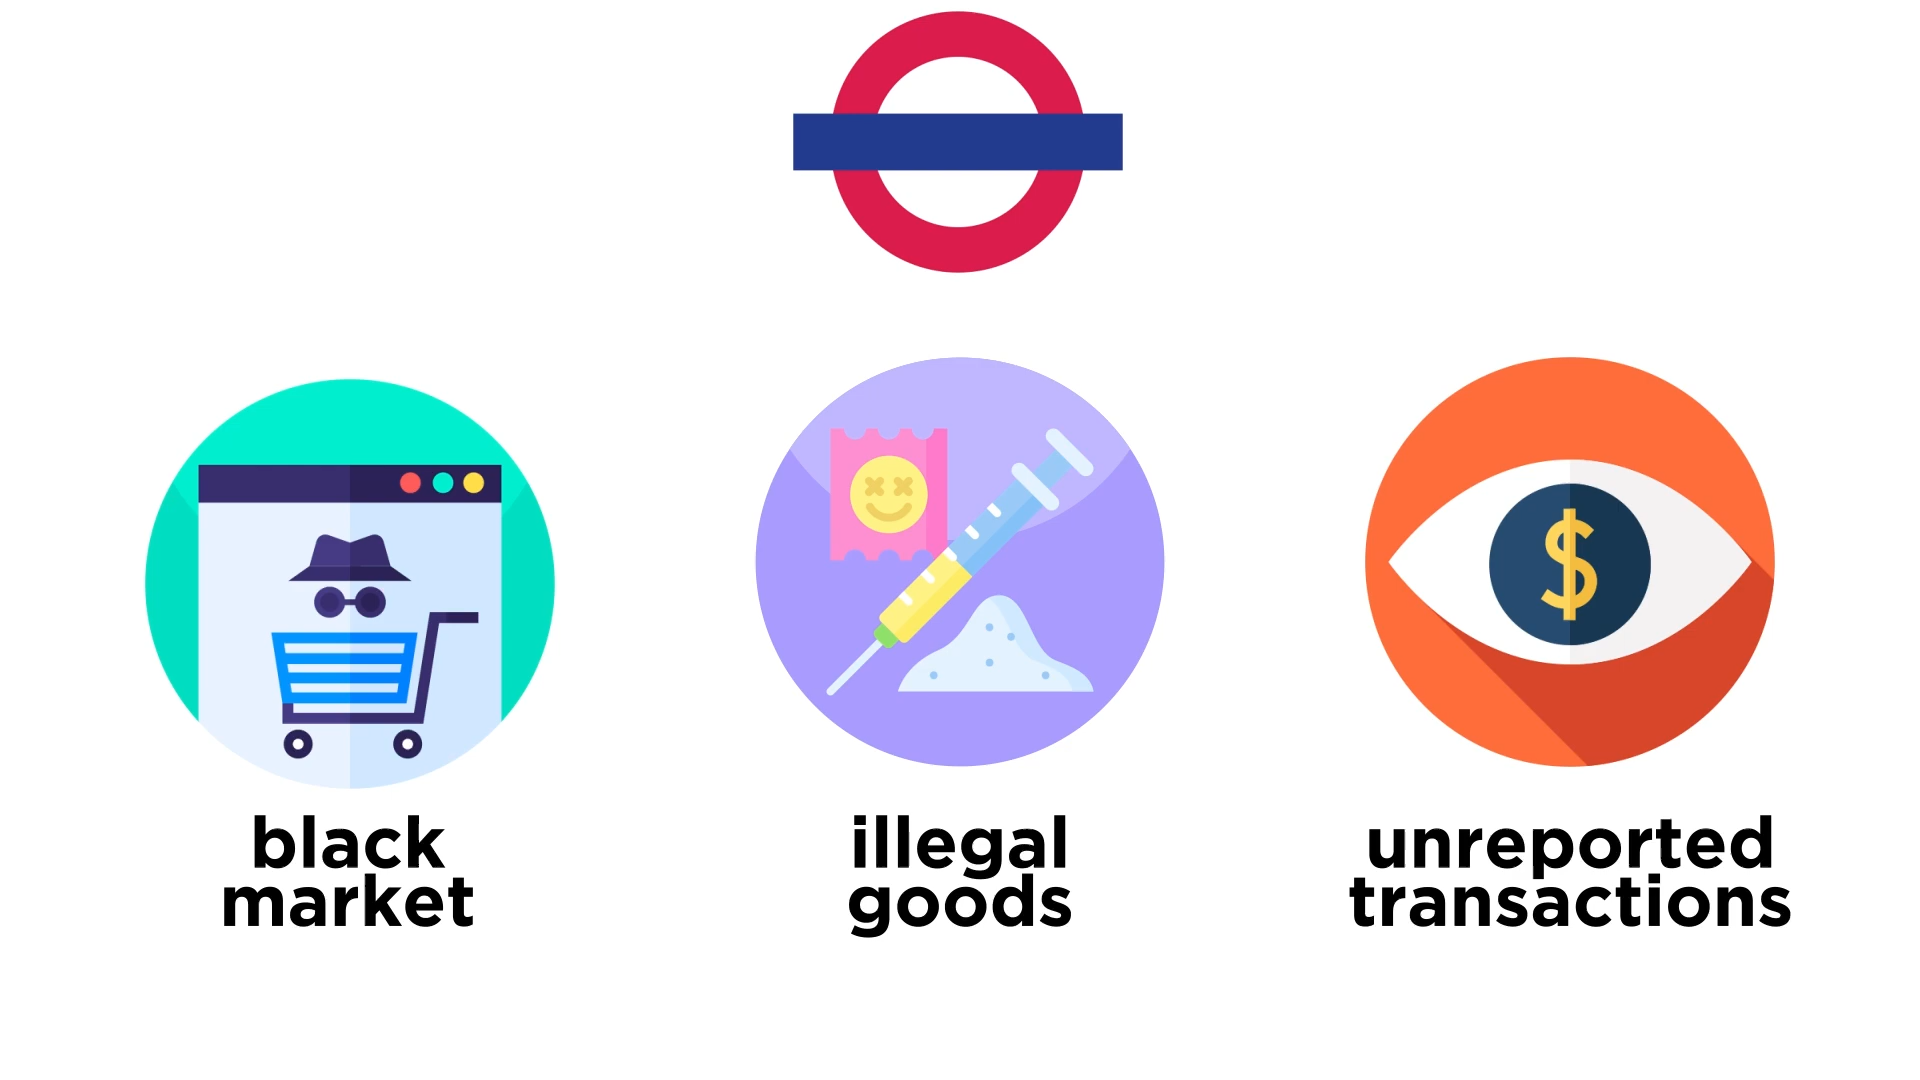 black
market
illegal
goods
unreported
transactions